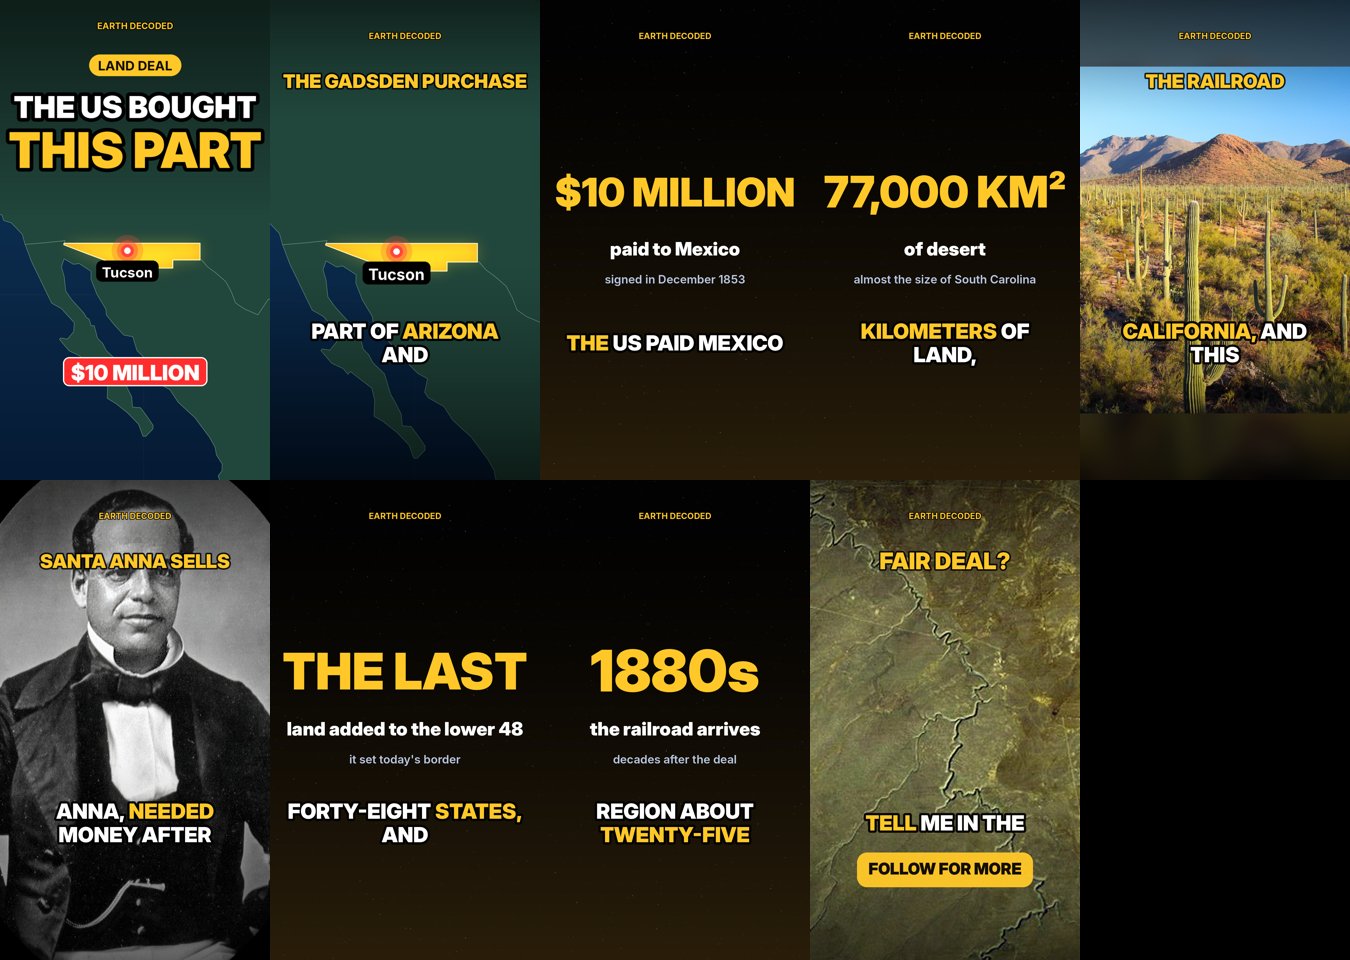 EARTH DECODED
LAND DEAL
THE US BOUGHT
THIS PART
Tucson
$10 MILLION
EARTH DECODED
THE GADSDEN PURCHASE
Tucson
PART OF ARIZONA
AND
EARTH DECODED
$10 MILLION
paid to Mexico
signed in December 1853
THE US PAID MEXICO
EARTH DECODED
77,000 KM²
of desert
almost the size of South Carolina
KILOMETERS OF
LAND,
EARTH DECODED
THE RAILROAD
CALIFORNIA, AND
THIS
EARTH DECODED
SANTA ANNA SELLS
ANNA, NEEDED
MONEY AFTER
EARTH DECODED
THE LAST
land added to the lower 48
it set today's border
FORTY-EIGHT STATES,
AND
EARTH DECODED
1880s
the railroad arrives
decades after the deal
REGION ABOUT
TWENTY-FIVE
EARTH DECODED
FAIR DEAL?
TELL ME IN THE
FOLLOW FOR MORE